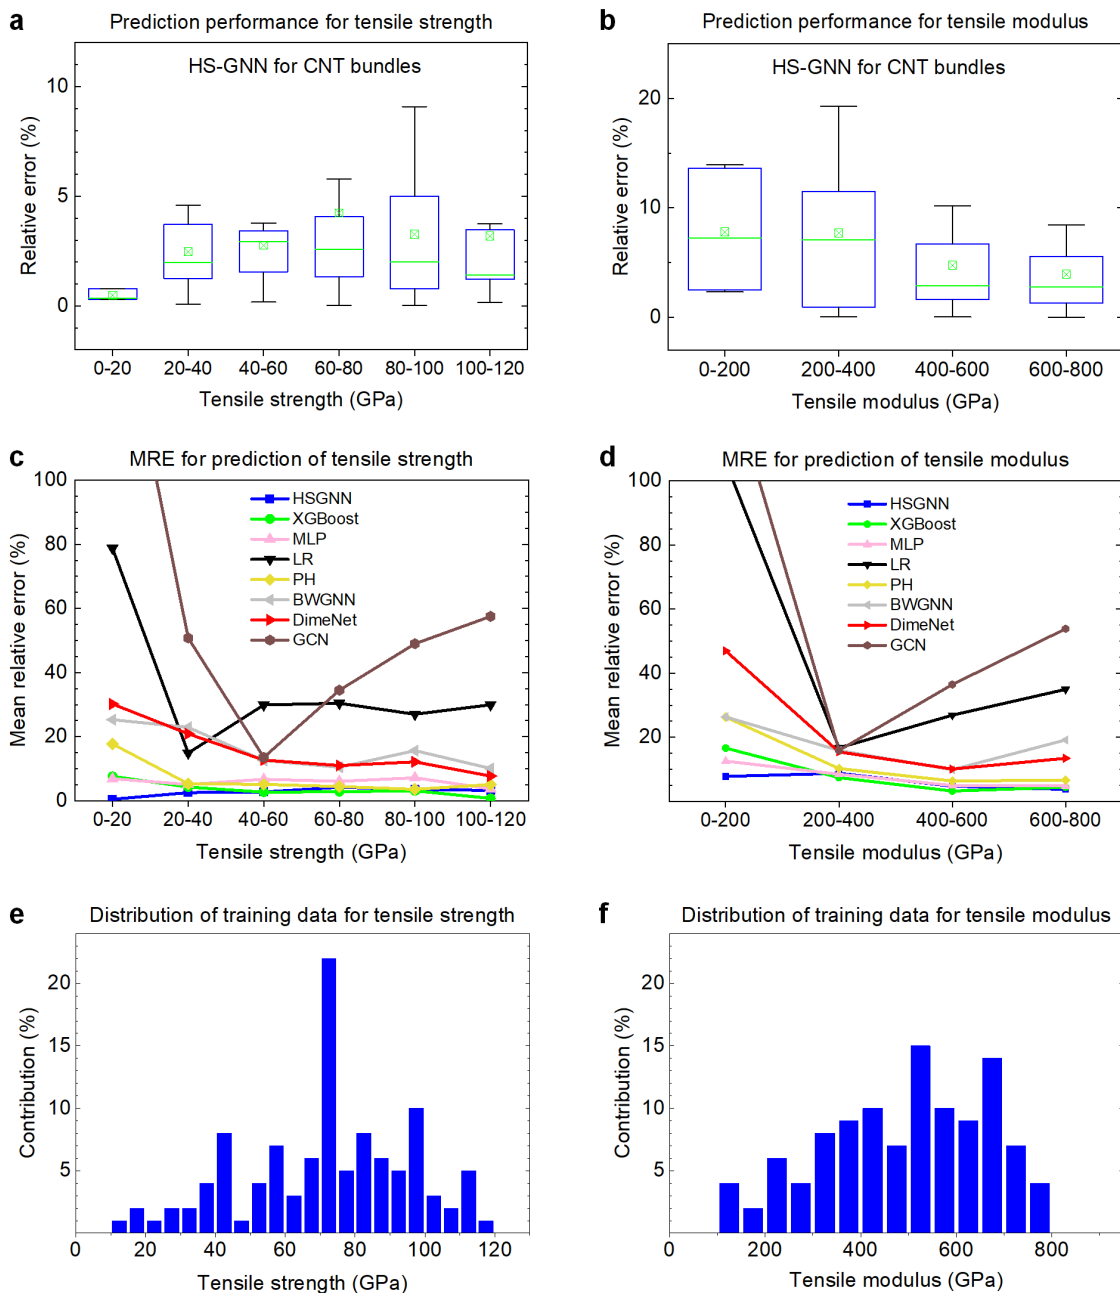 a
Prediction performance for tensile strength
HS-GNN for CNT bundles
Relative error (%)
10
5
0
0-20 20-40 40-60 60-80 80-100 100-120
Tensile strength (GPa)
b
Prediction performance for tensile modulus
HS-GNN for CNT bundles
Relative error (%)
20
10
0
0-200 200-400 400-600 600-800
Tensile modulus (GPa)
c
MRE for prediction of tensile strength
Mean relative error (%)
100
80
60
40
20
0
HSGNN
XGBoost
MLP
LR
PH
BWGNN
DimeNet
GCN
0-20 20-40 40-60 60-80 80-100 100-120
Tensile strength (GPa)
d
MRE for prediction of tensile modulus
Mean relative error (%)
100
80
60
40
20
HSGNN
XGBoost
MLP
LR
PH
BWGNN
DimeNet
GCN
0-200 200-400 400-600 600-800
Tensile modulus (GPa)
e
Distribution of training data for tensile strength
Contribution (%)
20
15
10
5
0 20 40 60 80 100 120
Tensile strength (GPa)
f
Distribution of training data for tensile modulus
Contribution (%)
20
15
10
5
0 200 400 600 800
Tensile modulus (GPa)